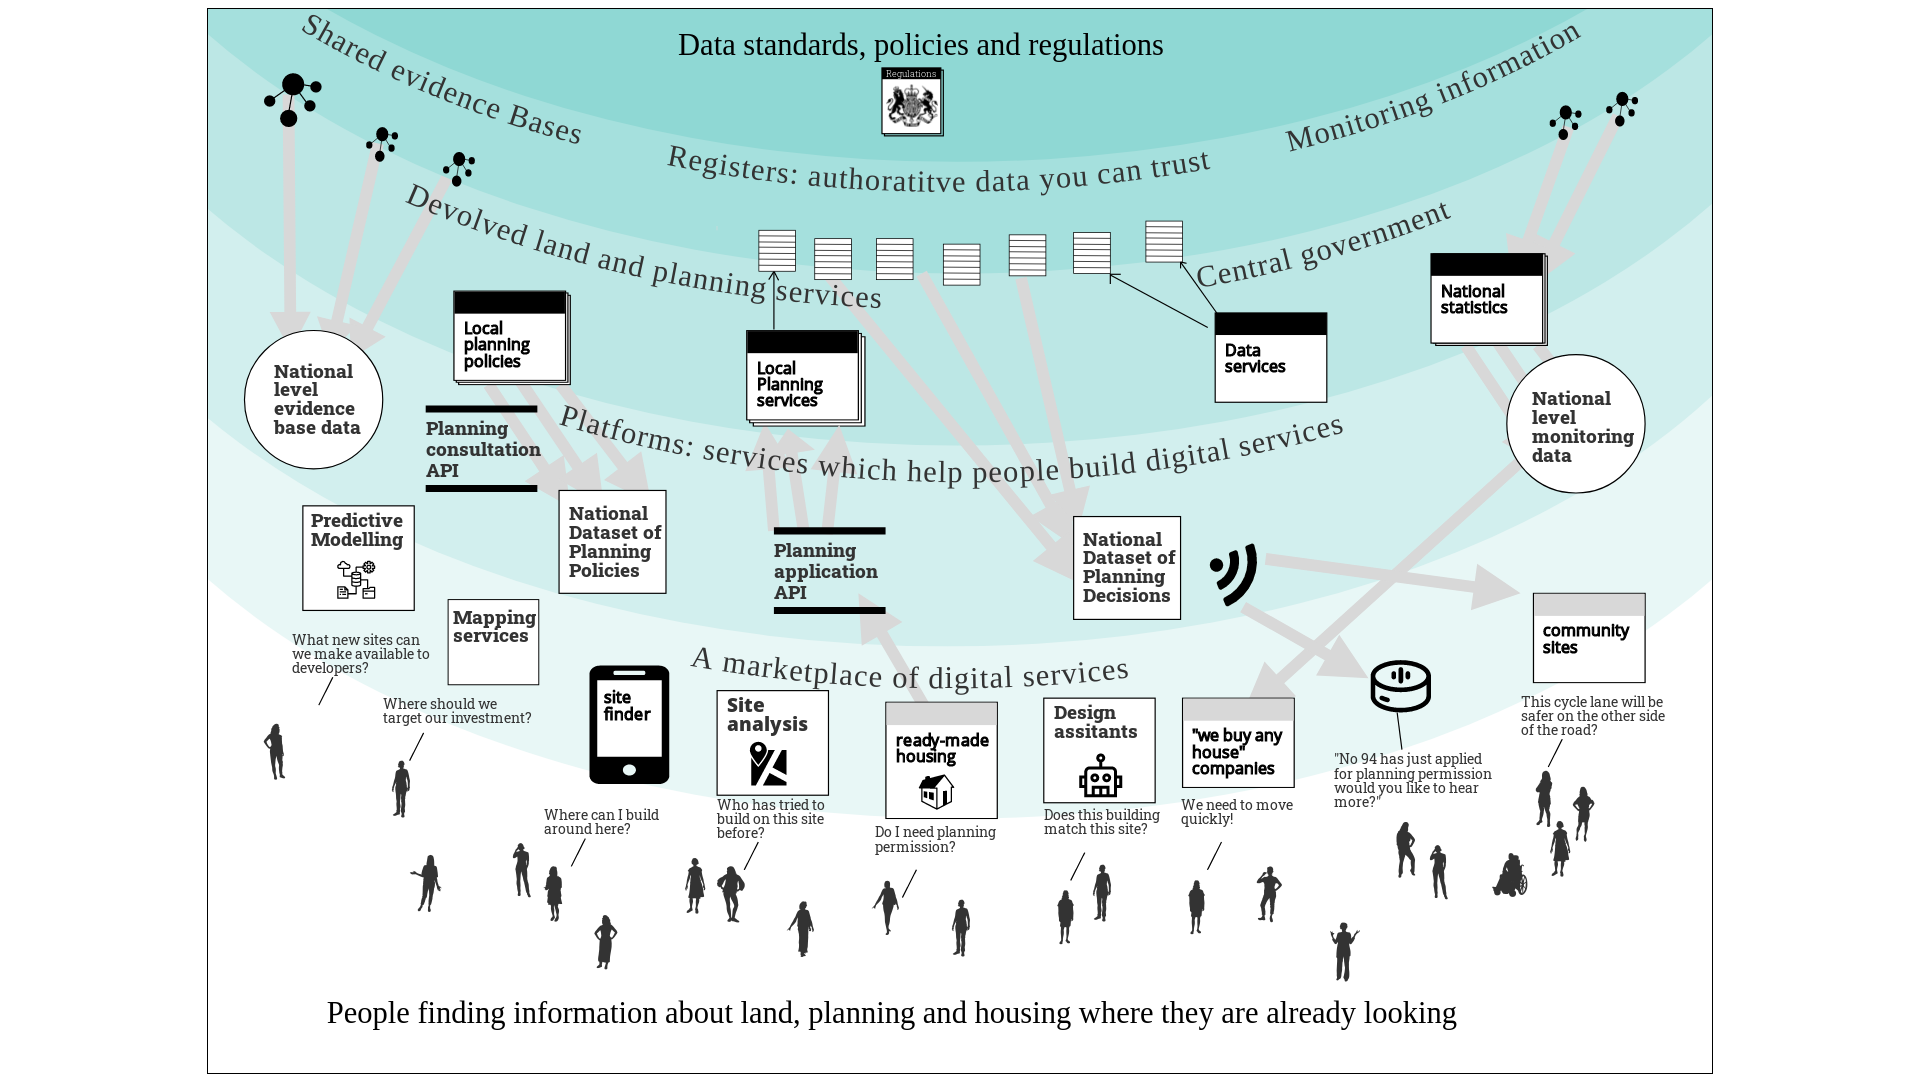 Data standards, policies and regulations
Regulations
Shared evidence Bases
Monitoring information
Registers: authoratitve data you can trust
Devolved land and planning services
Central government
National
statistics
Local
planning
policies
Local
Planning
services
Data
services
National
level
evidence
base data
National
level
monitoring
data
Planning
consultation
API
Platforms: services which help people build digital services
Predictive
Modelling
National
Dataset of
Planning
Policies
Planning
application
API
National
Dataset of
Planning
Decisions
Mapping
services
community
sites
What new sites can
we make available to
developers?
A marketplace of digital services
site
finder
Site
analysis
ready-made
housing
Design
assitants
"we buy any
house"
companies
Where should we
target our investment?
This cycle lane will be
safer on the other side
of the road?
"No 94 has just applied
for planning permission
would you like to hear
more?"
Where can I build
around here?
Who has tried to
build on this site
before?
Do I need planning
permission?
Does this building
match this site?
We need to move
quickly!
People finding information about land, planning and housing where they are already looking